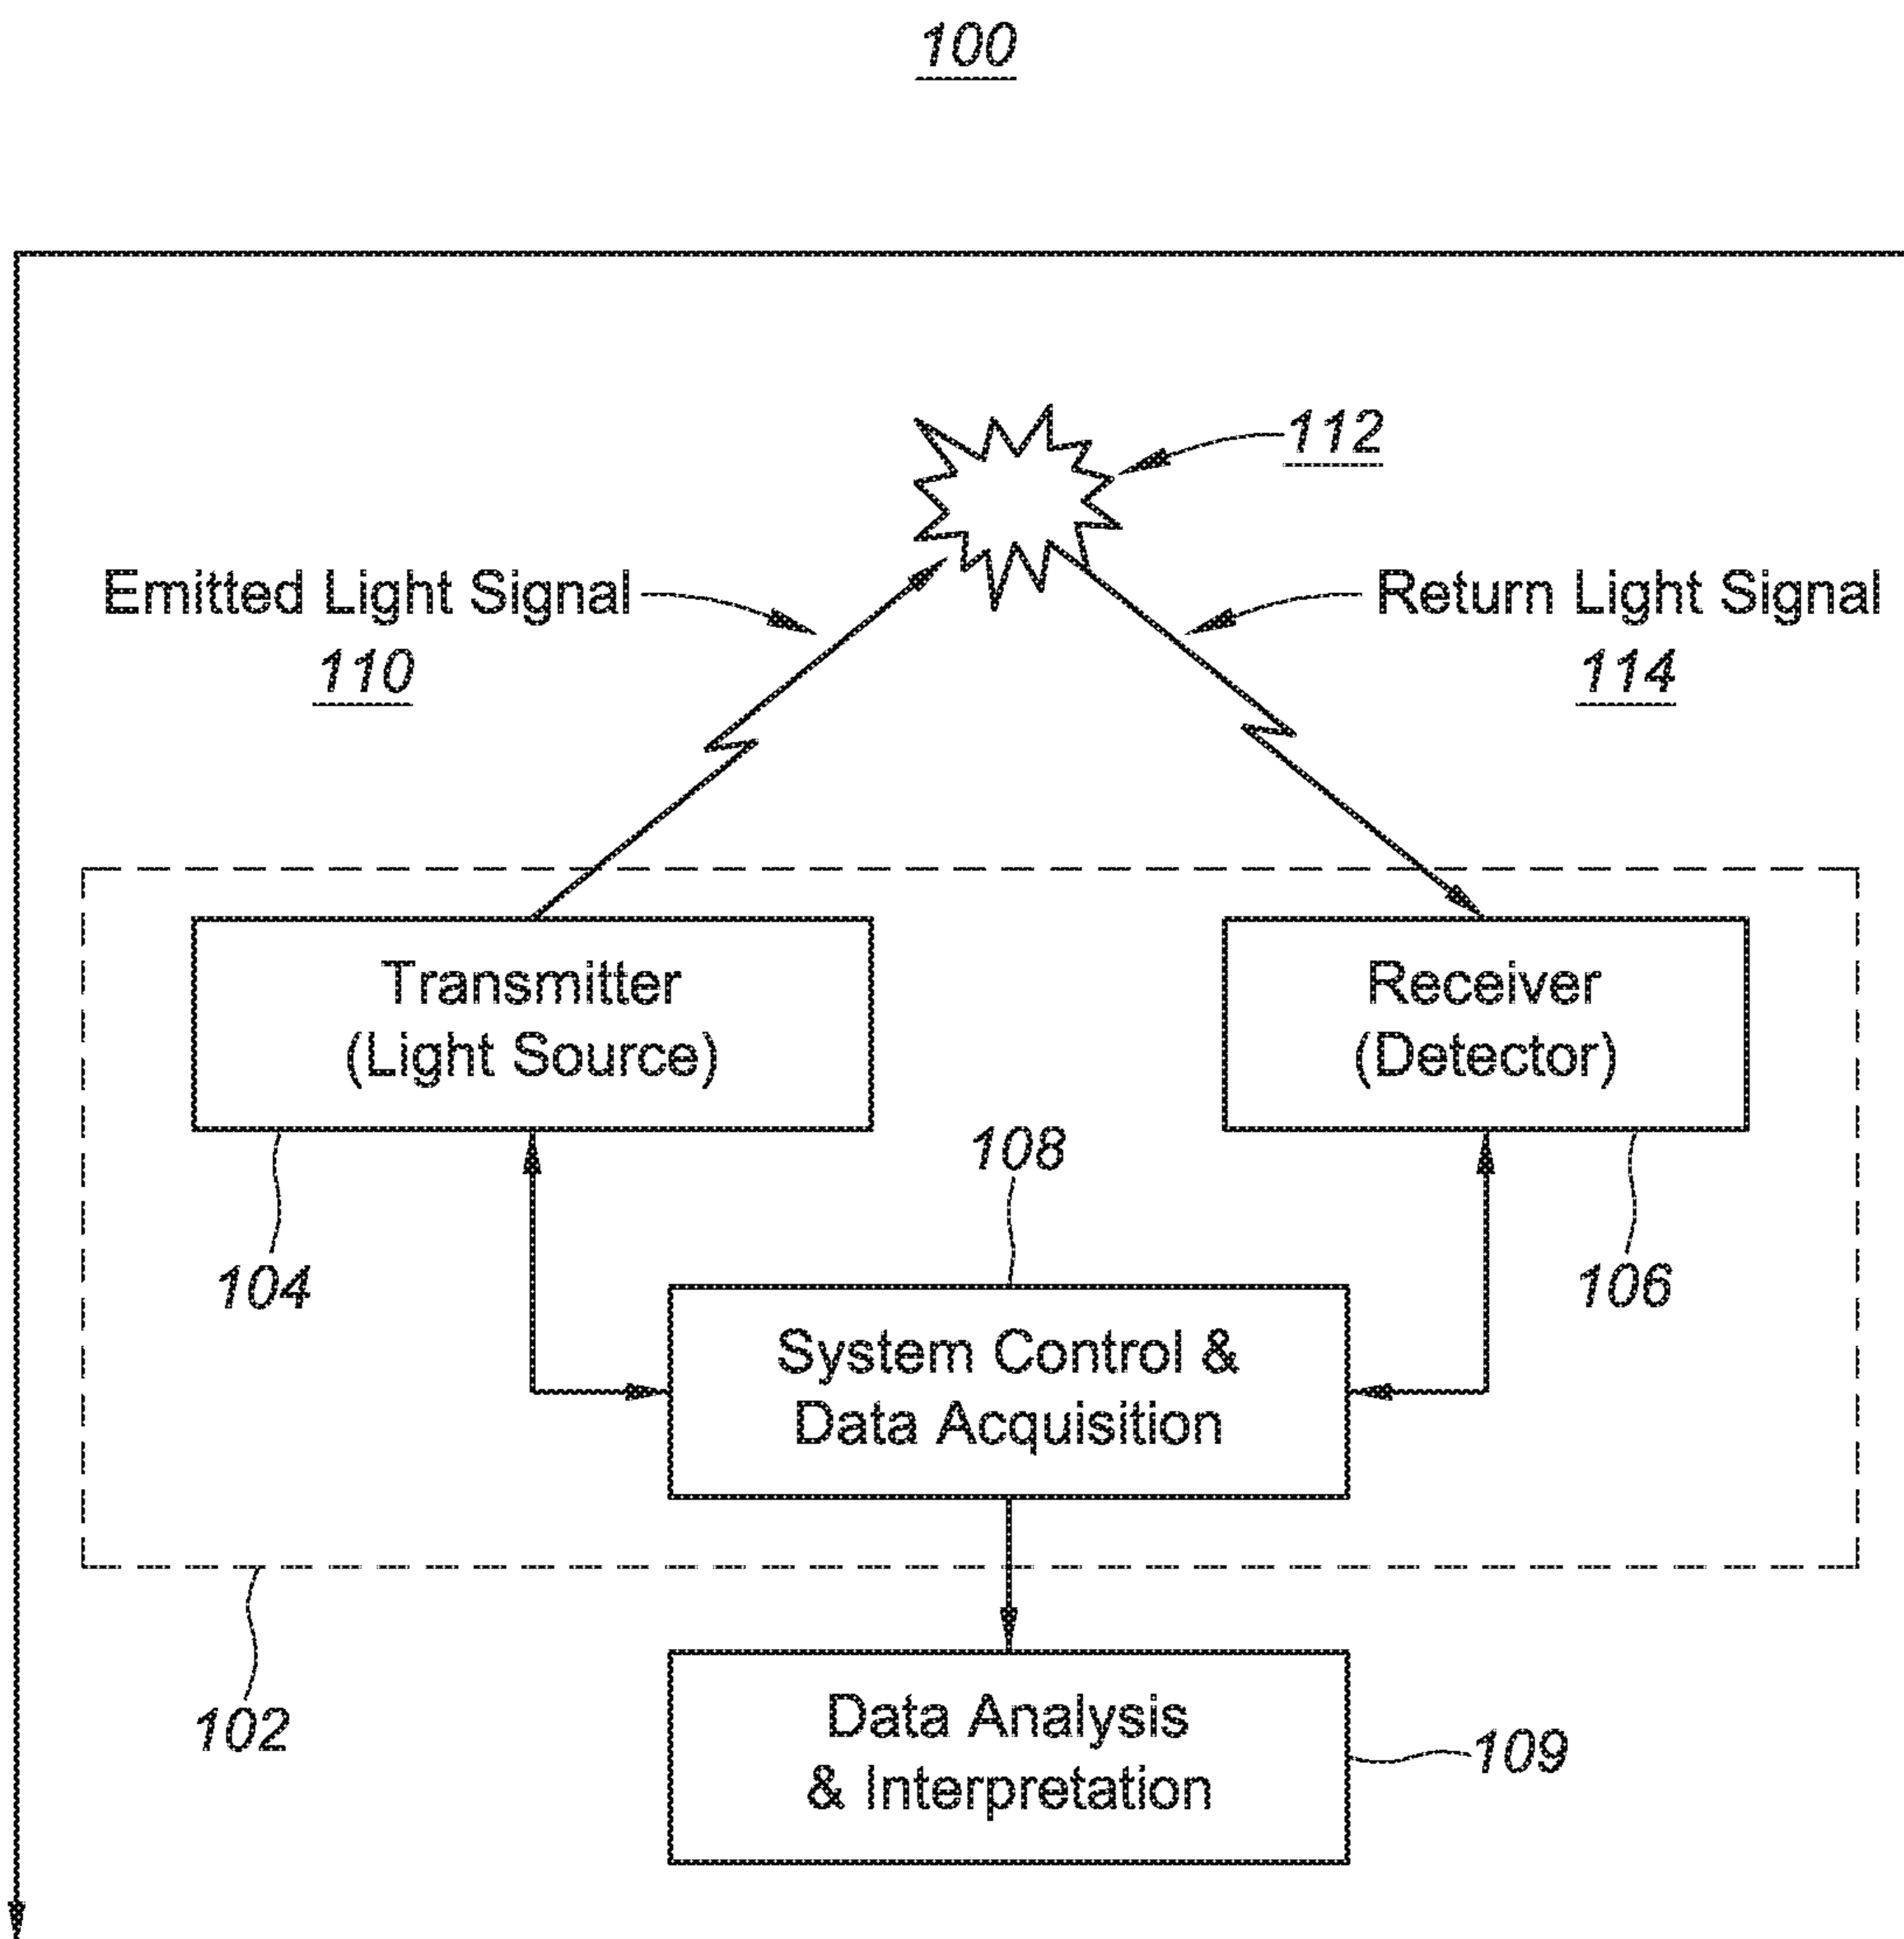 100
112
Emitted Light Signal
110
Return Light Signal
114
Transmitter
(Light Source)
Receiver
(Detector)
104
108
106
System Control &
Data Acquisition
102
Data Analysis
& Interpretation
109